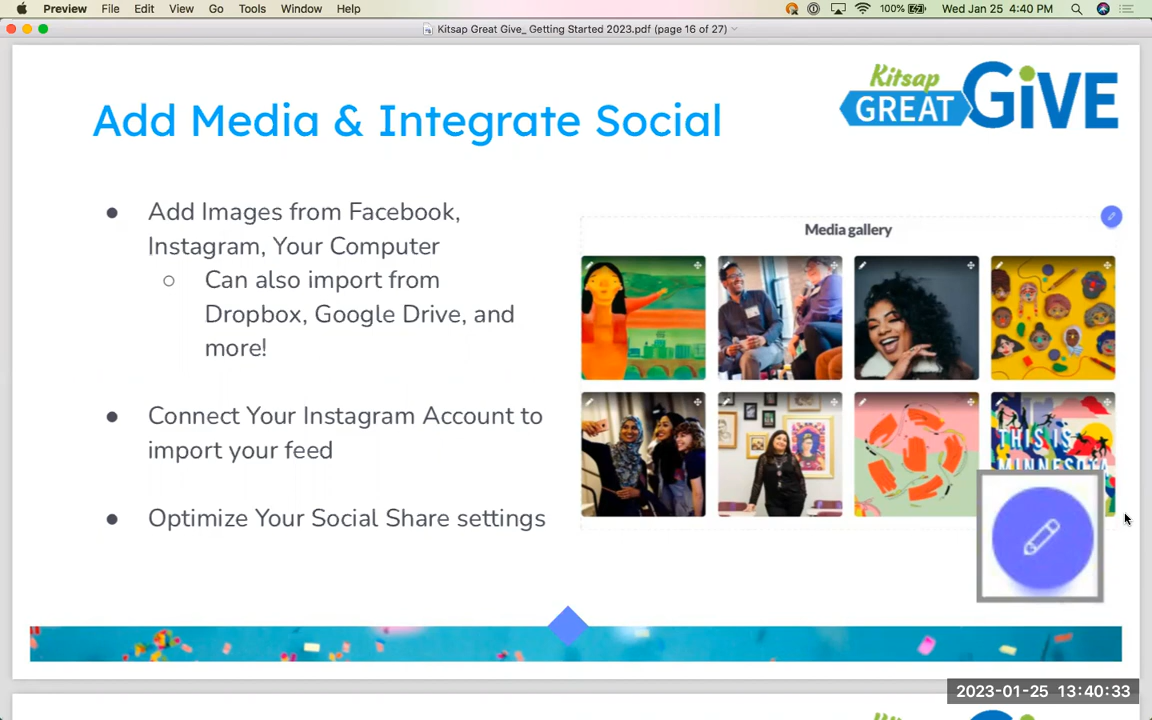 Preview File Edit View Go Tools Window Help 100% Wed Jan 25 4:40 PM
Kitsap Great Give_ Getting Started 2023.pdf (page 16 of 27)
Kitsap
GREAT GiVE
Add Media & Integrate Social
● Add Images from Facebook,
Instagram, Your Computer
○ Can also import from
Dropbox, Google Drive, and
more!
● Connect Your Instagram Account to
import your feed
● Optimize Your Social Share settings
Media gallery
THIS IS
MINNESOTA
2023-01-25 13:40:33